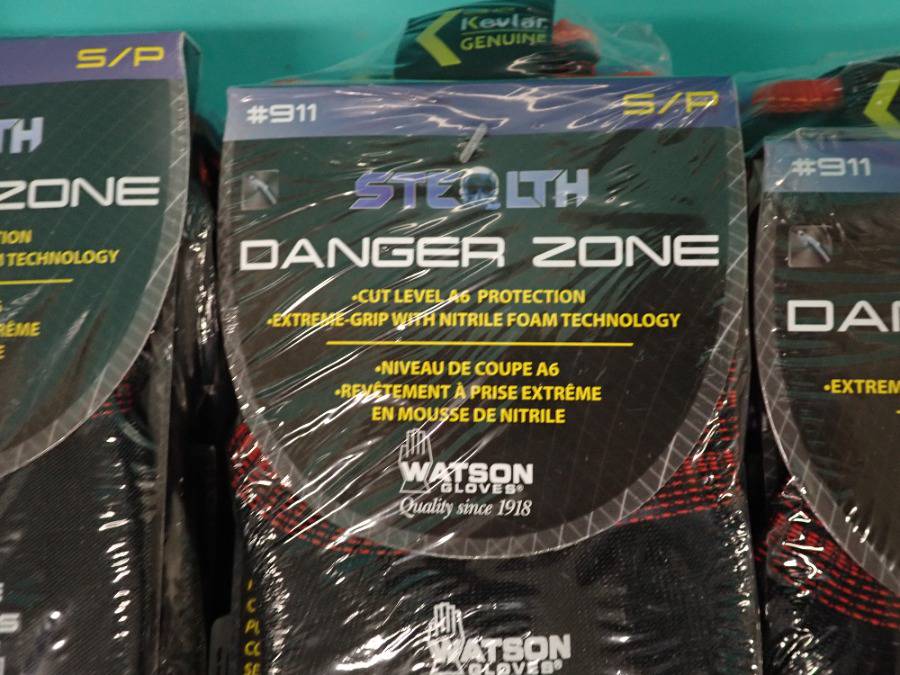 Kevlar
GENUINE
S/P
TH
ZONE
TECHNOLOGY
#911 S/P
STEALTH
DANGER ZONE
•CUT LEVEL A6 PROTECTION
•EXTREME-GRIP WITH NITRILE FOAM TECHNOLOGY
•NIVEAU DE COUPE A6
•REVÊTEMENT À PRISE EXTRÊME
EN MOUSSE DE NITRILE
WATSON
GLOVES®
Quality since 1918
WATSON
GLOVES®
#911
DA
•EXTREM